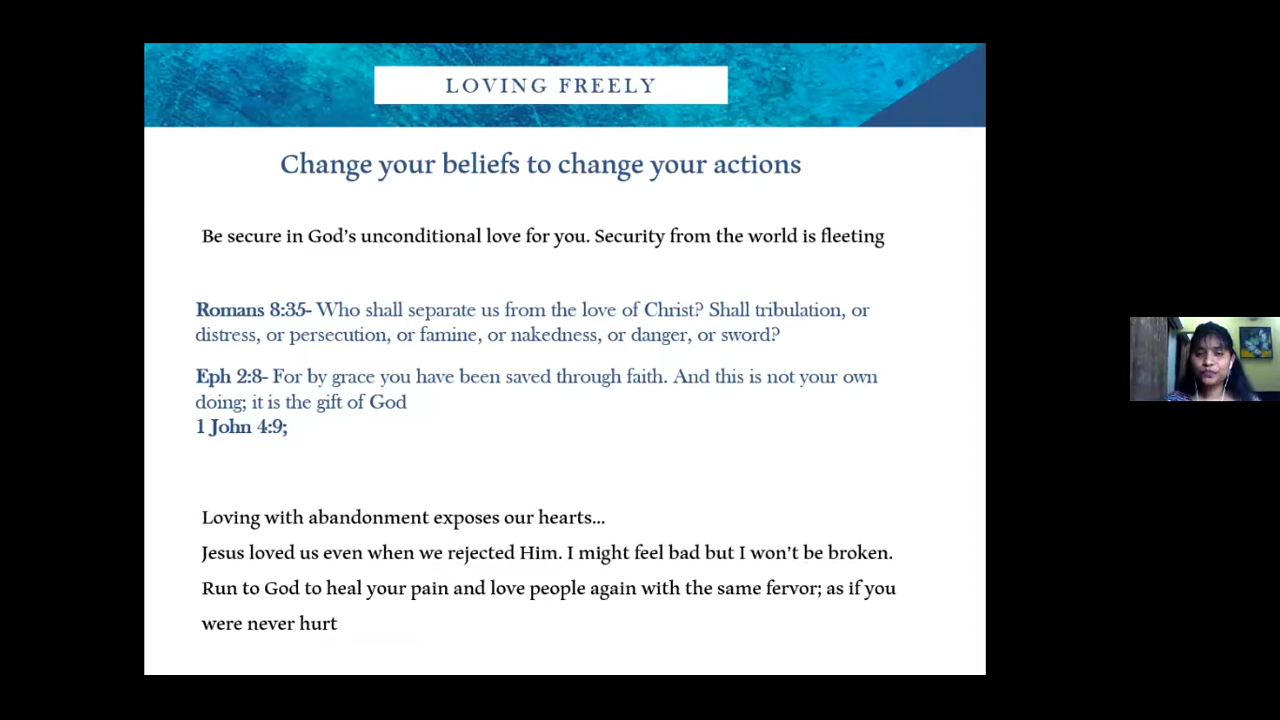 LOVING FREELY
Change your beliefs to change your actions
Be secure in God's unconditional love for you. Security from the world is fleeting
Romans 8:35- Who shall separate us from the love of Christ? Shall tribulation, or
distress, or persecution, or famine, or nakedness, or danger, or sword?
Eph 2:8- For by grace you have been saved through faith. And this is not your own
doing; it is the gift of God
1 John 4:9;
Loving with abandonment exposes our hearts...
Jesus loved us even when we rejected Him. I might feel bad but I won't be broken.
Run to God to heal your pain and love people again with the same fervor; as if you
were never hurt